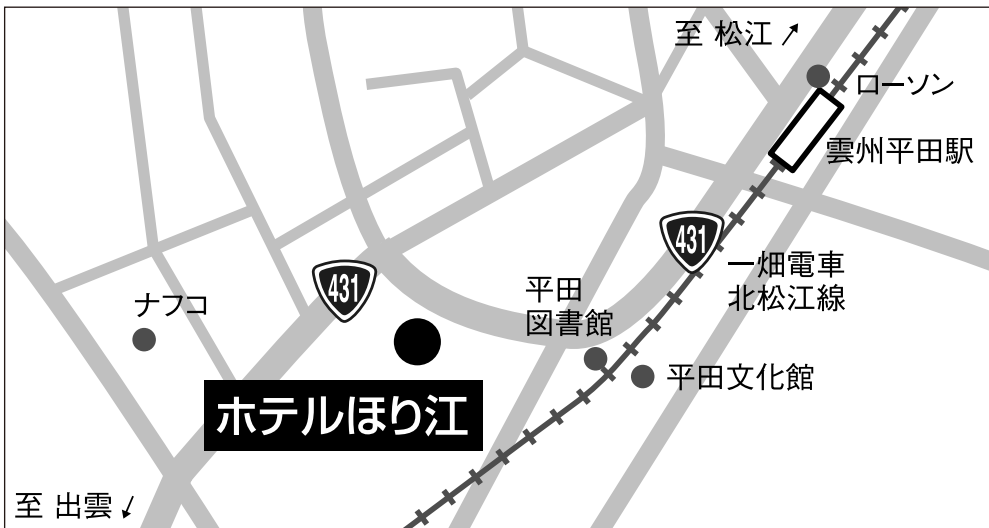 至 松江
ローソン
雲州平田駅
431
一畑電車
北松江線
431
平田
図書館
ナフコ
平田文化館
ホテルほり江
至 出雲